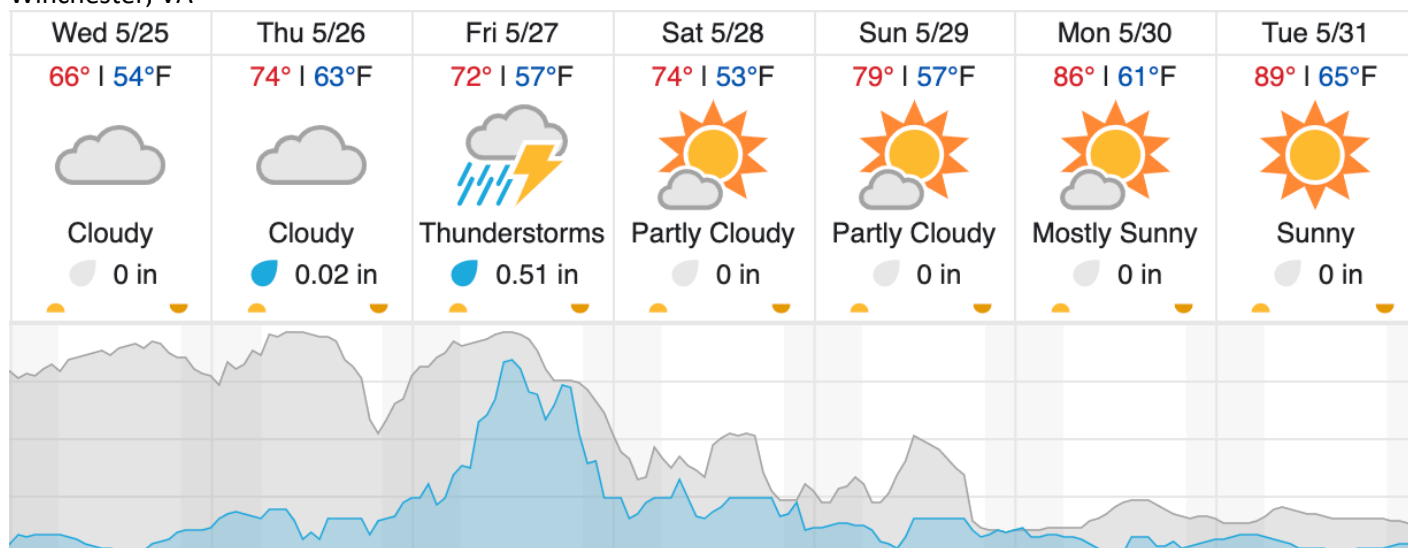 Winchester, VA
Wed 5/25 Thu 5/26 Fri 5/27 Sat 5/28 Sun 5/29 Mon 5/30 Tue 5/31
66° | 54°F 74° | 63°F 72° | 57°F 74° | 53°F 79° | 57°F 86° | 61°F 89° | 65°F
Cloudy Cloudy Thunderstorms Partly Cloudy Partly Cloudy Mostly Sunny Sunny
0 in 0.02 in 0.51 in 0 in 0 in 0 in 0 in